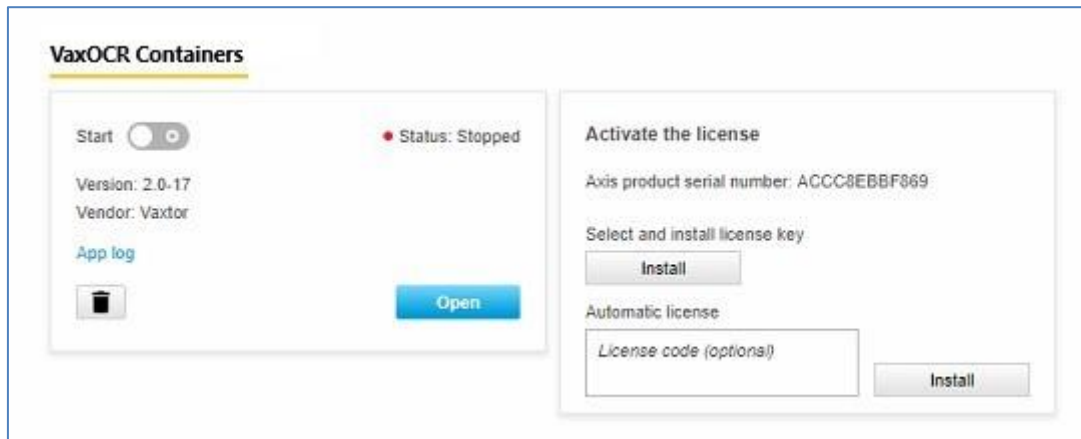 VaxOCR Containers
Start
Status: Stopped
Version: 2.0-17
Vendor: Vaxtor
App log
Open
Activate the license
Axis product serial number: ACCC8EBBF869
Select and install license key
Install
Automatic license
License code (optional)
Install